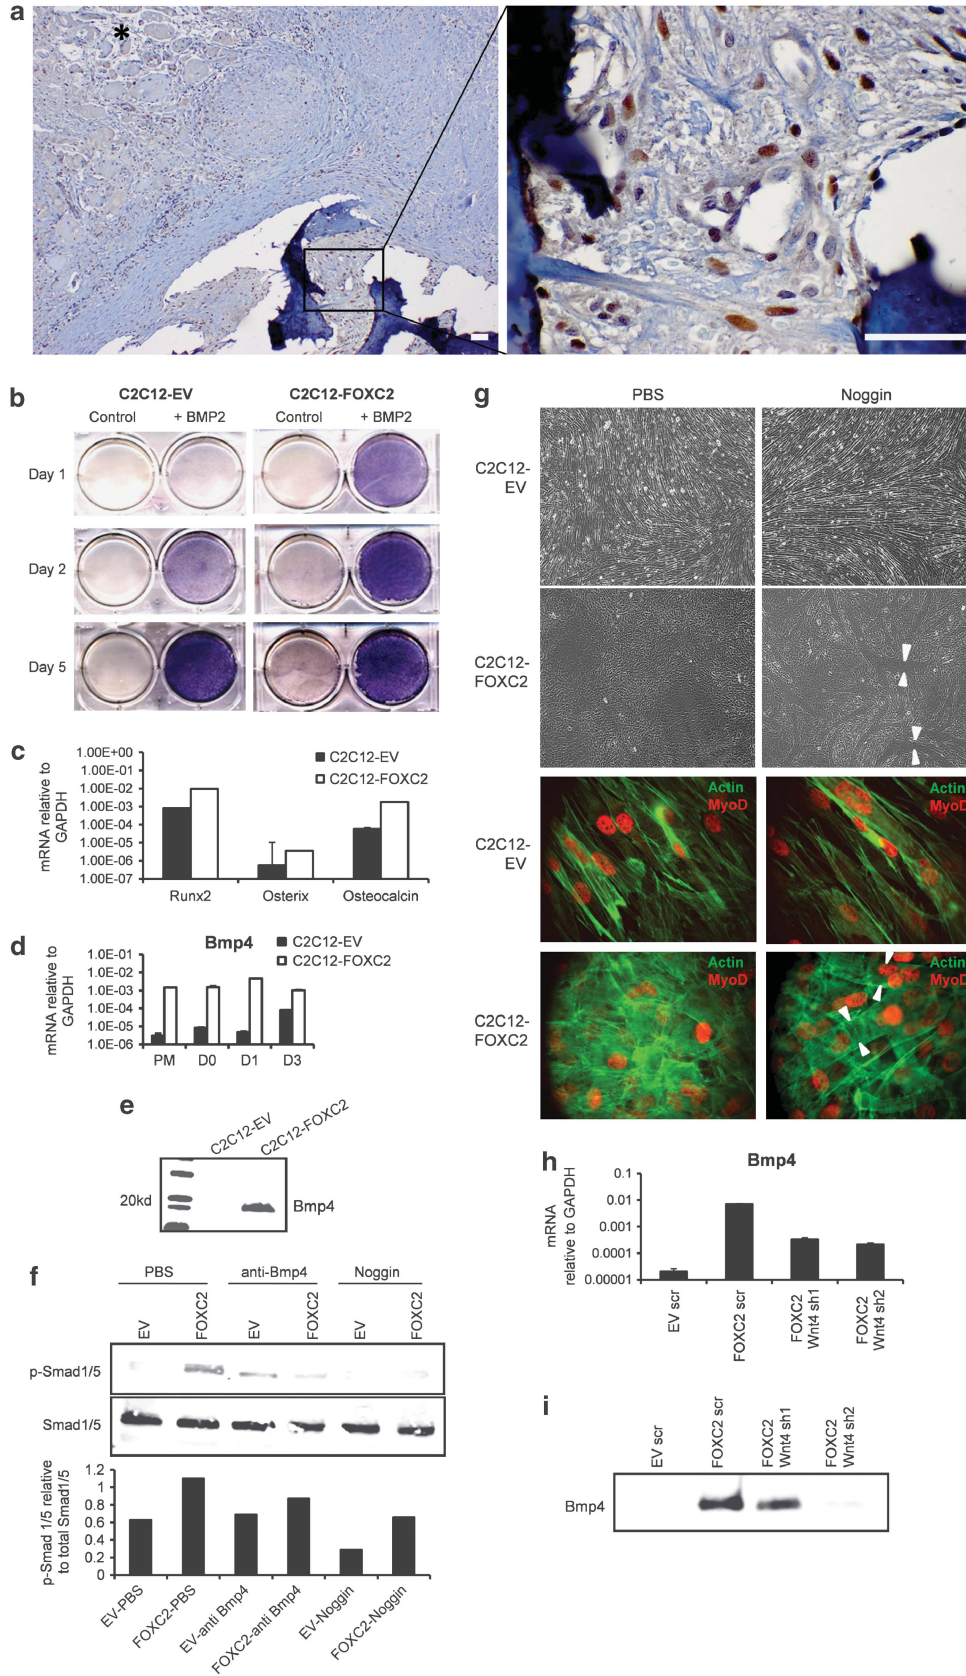 a
*
b
C2C12-EV
C2C12-FOXC2
Control
+ BMP2
Control
+ BMP2
Day 1
Day 2
Day 5
c
mRNA relative to
GAPDH
1.00E+00
1.00E-01
1.00E-02
1.00E-03
1.00E-04
1.00E-05
1.00E-06
1.00E-07
C2C12-EV
C2C12-FOXC2
Runx2
Osterix
Osteocalcin
d
Bmp4
C2C12-EV
C2C12-FOXC2
mRNA relative to
GAPDH
1.0E-01
1.0E-02
1.0E-03
1.0E-04
1.0E-05
1.0E-06
PM
D0
D1
D3
e
C2C12-EV
C2C12-FOXC2
20kd
Bmp4
f
PBS
anti-Bmp4
Noggin
EV
FOXC2
EV
FOXC2
EV
FOXC2
p-Smad1/5
Smad1/5
p-Smad 1/5 relative
to total Smad1/5
1.2
1
0.8
0.6
0.4
0.2
0
EV-PBS
FOXC2-PBS
EV-anti Bmp4
FOXC2-anti Bmp4
EV-Noggin
FOXC2-Noggin
g
PBS
Noggin
C2C12-
EV
C2C12-
FOXC2
C2C12-
EV
Actin
MyoD
Actin
MyoD
C2C12-
FOXC2
Actin
MyoD
Actin
MyoD
h
Bmp4
mRNA
relative to GAPDH
0.1
0.01
0.001
0.0001
0.00001
EV scr
FOXC2 scr
FOXC2
Wnt4 sh1
FOXC2
Wnt4 sh2
i
EV scr
FOXC2 scr
FOXC2
Wnt4 sh1
FOXC2
Wnt4 sh2
Bmp4